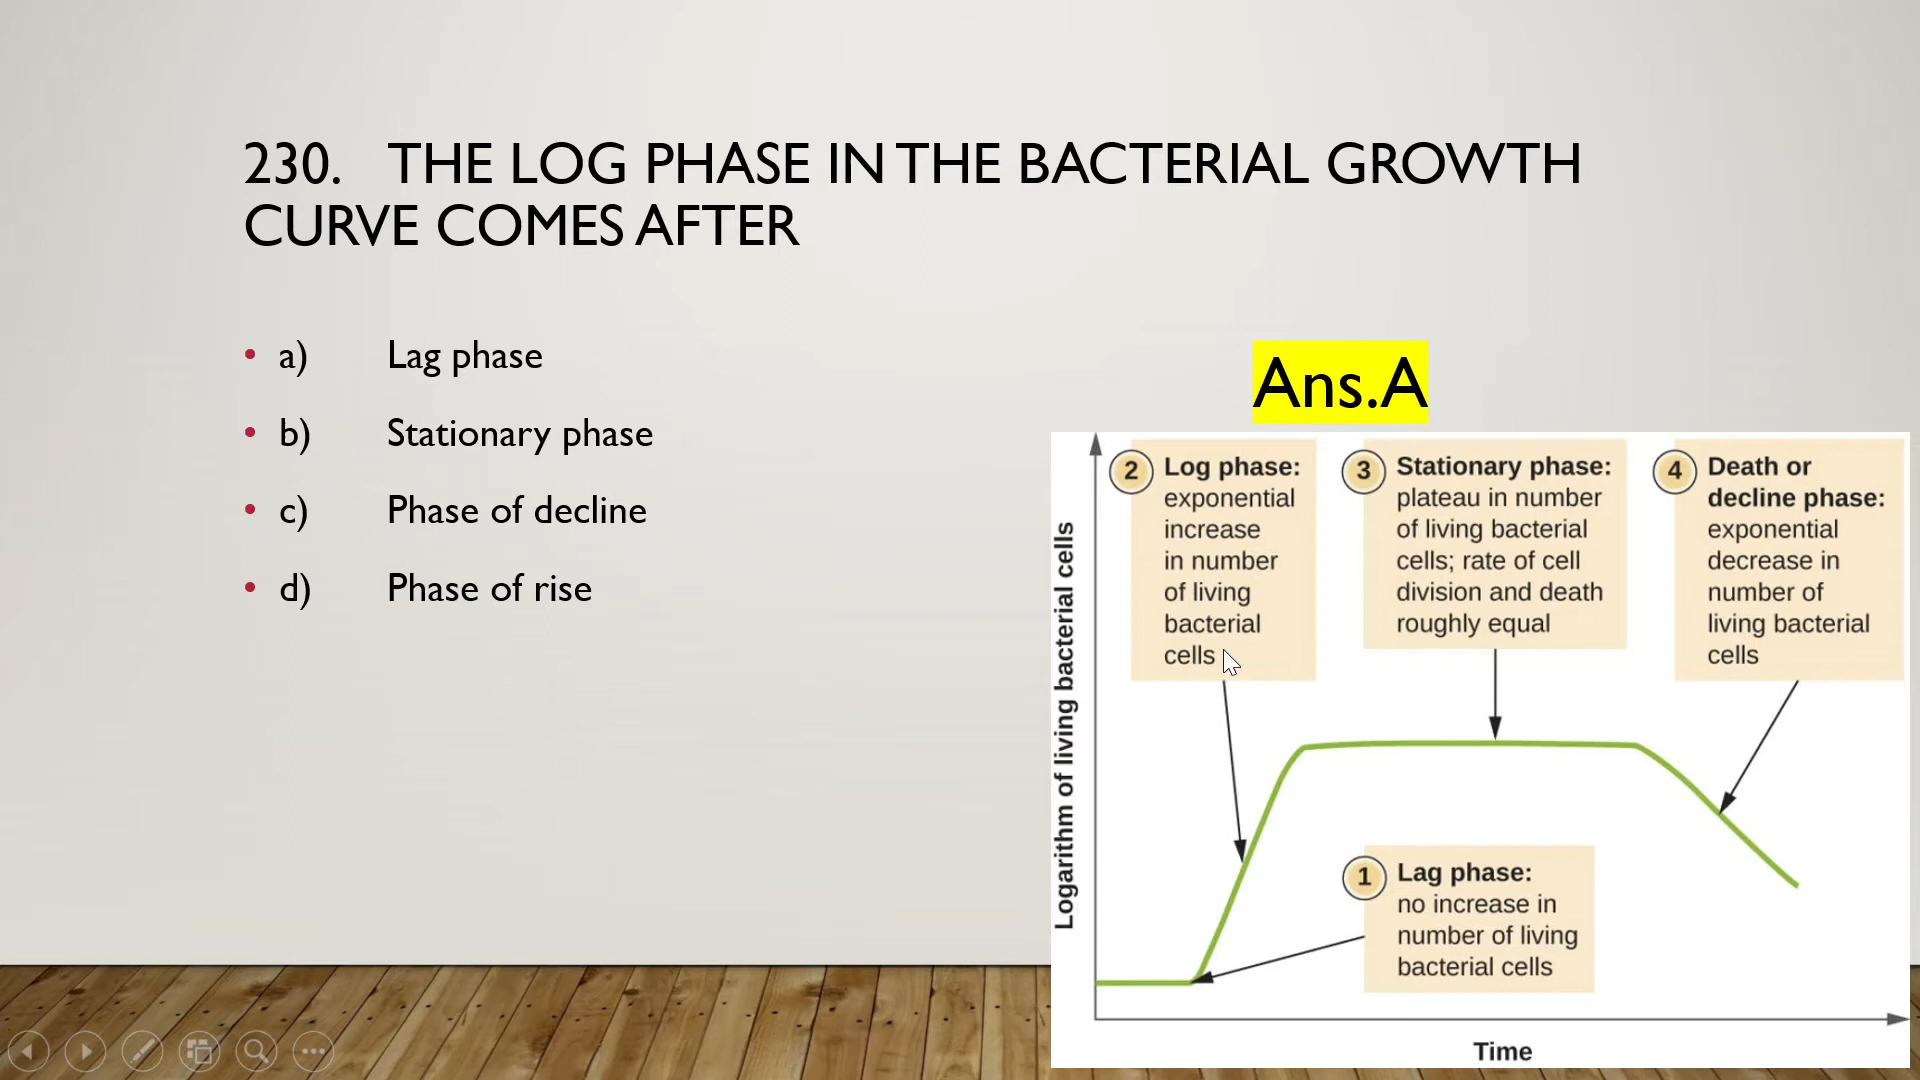 230. THE LOG PHASE IN THE BACTERIAL GROWTH
CURVE COMES AFTER
• a) Lag phase
• b) Stationary phase
• c) Phase of decline
• d) Phase of rise
Ans.A
2 Log phase:
exponential
increase
in number
of living
bacterial
cells
3 Stationary phase:
plateau in number
of living bacterial
cells; rate of cell
division and death
roughly equal
4 Death or
decline phase:
exponential
decrease in
number of
living bacterial
cells
Logarithm of living bacterial cells
1 Lag phase:
no increase in
number of living
bacterial cells
Time